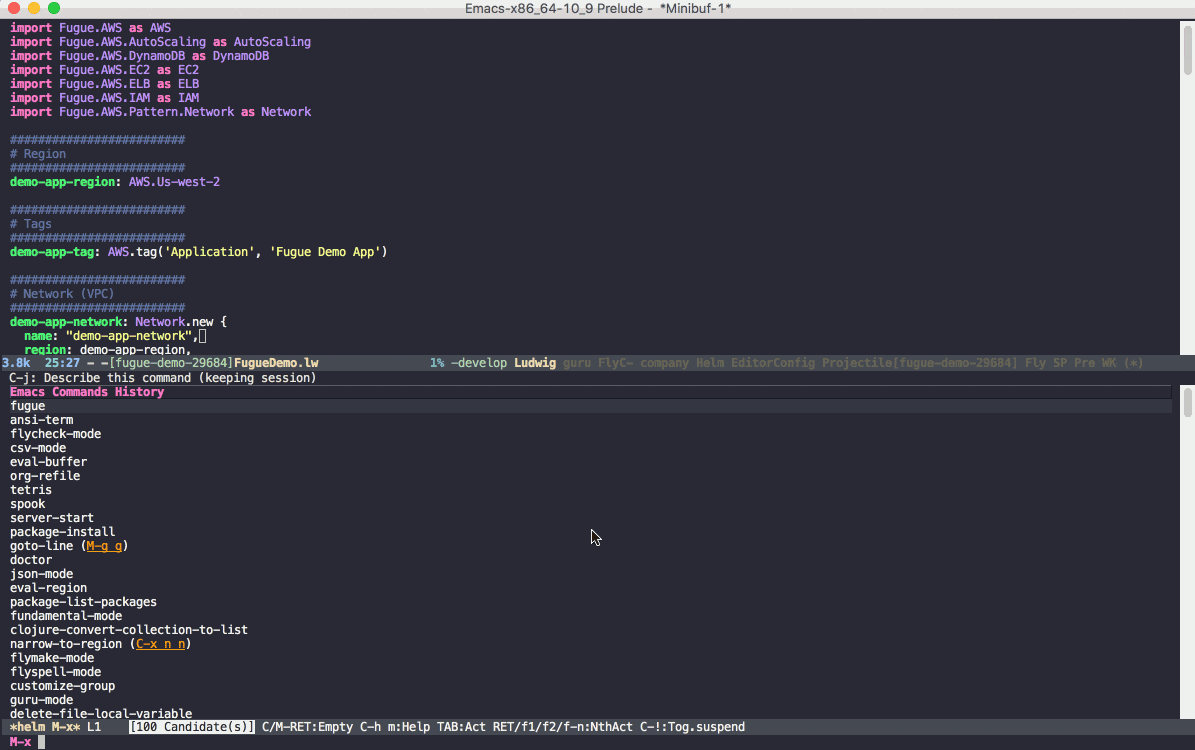 Emacs-x86_64-10_9 Prelude -  *Minibuf-1*
import Fugue.AWS as AWS
import Fugue.AWS.AutoScaling as AutoScaling
import Fugue.AWS.DynamoDB as DynamoDB
import Fugue.AWS.EC2 as EC2
import Fugue.AWS.ELB as ELB
import Fugue.AWS.IAM as IAM
import Fugue.AWS.Pattern.Network as Network
#########################
# Region
#########################
demo-app-region: AWS.Us-west-2
#########################
# Tags
#########################
demo-app-tag: AWS.tag('Application', 'Fugue Demo App')
#########################
# Network (VPC)
#########################
demo-app-network: Network.new {
  name: "demo-app-network",
  region: demo-app-region,
3.8k  25:27 - -[fugue-demo-29684]FugueDemo.lw 1% -develop Ludwig guru FlyC- company Helm EditorConfig Projectile[fugue-demo-29684] Fly SP Pre WK (*)
C-j: Describe this command (keeping session)
Emacs Commands History
fugue
ansi-term
flycheck-mode
csv-mode
eval-buffer
org-refile
tetris
spook
server-start
package-install
goto-line (M-g g)
doctor
json-mode
eval-region
package-list-packages
fundamental-mode
clojure-convert-collection-to-list
narrow-to-region (C-x n n)
flymake-mode
flyspell-mode
customize-group
guru-mode
delete-file-local-variable
*helm M-x* L1 [100 Candidate(s)] C/M-RET:Empty C-h m:Help TAB:Act RET/f1/f2/f-n:NthAct C-!:Tog.suspend
M-x